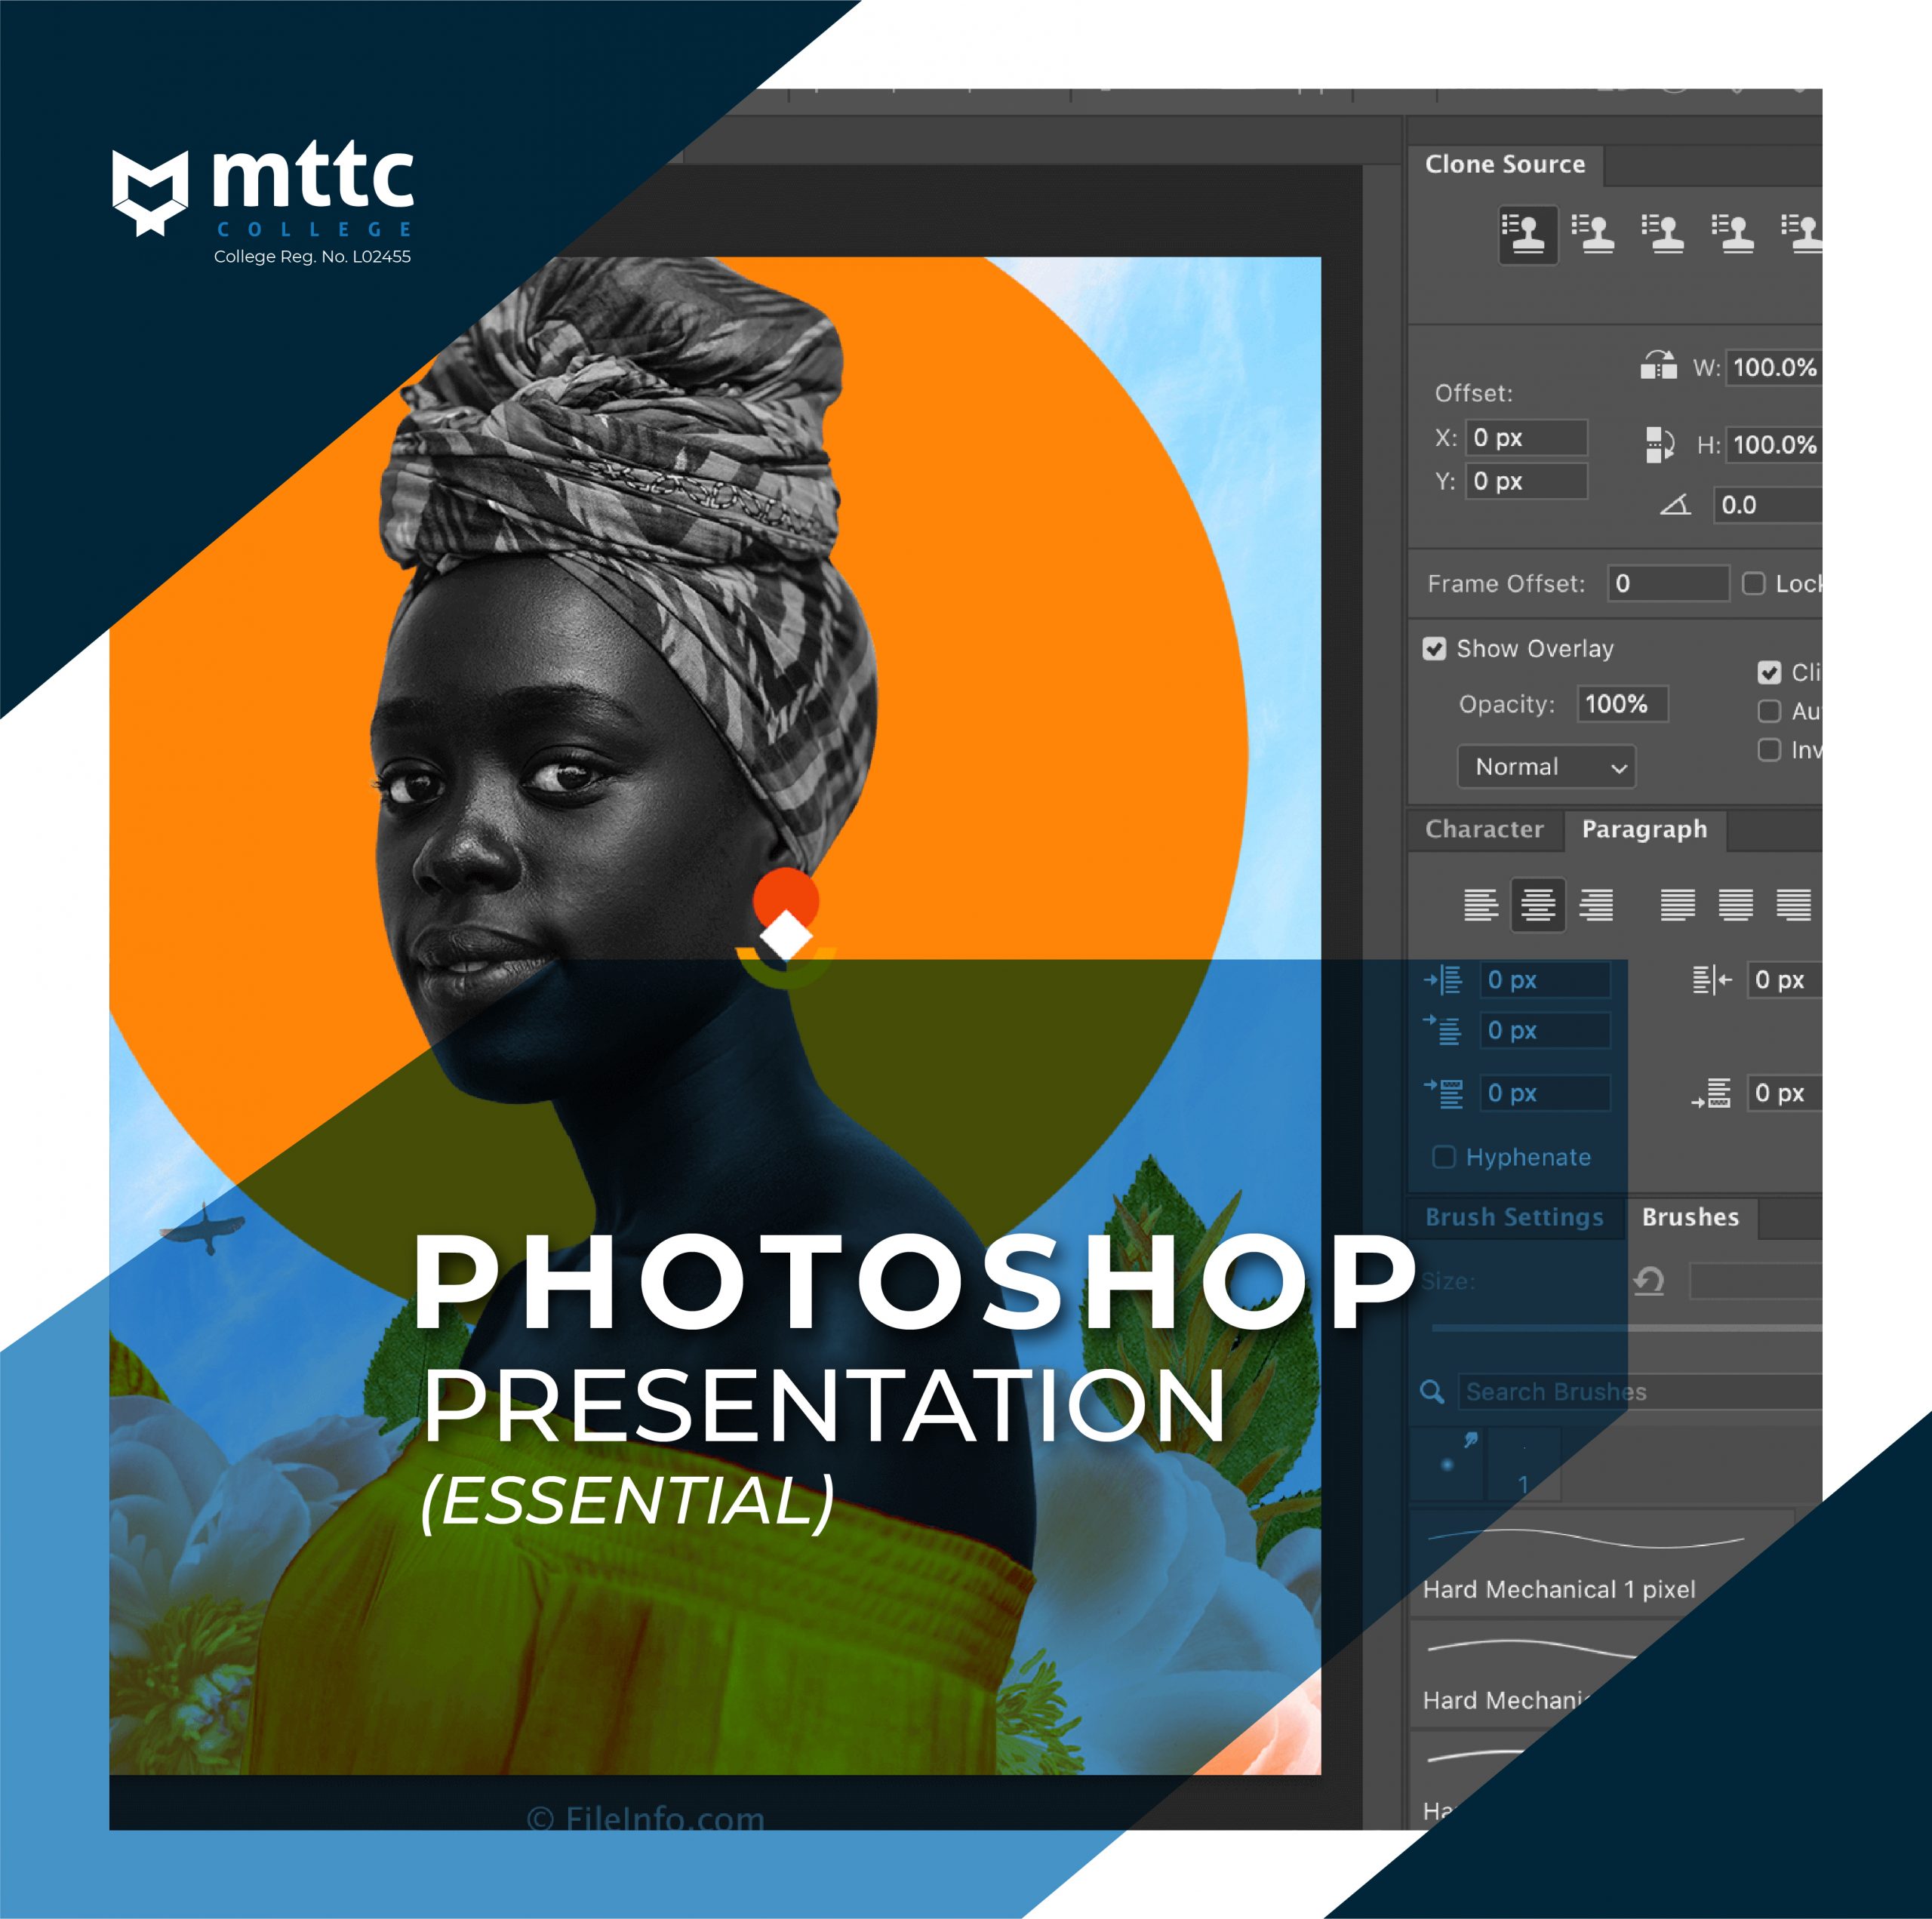 mttc
COLLEGE
College Reg. No. L02455
Clone Source
W: 100.0%
Offset:
X: 0 px
H: 100.0%
Y: 0 px
0.0
Frame Offset: 0
Show Overlay
Opacity: 100%
Normal
Character Paragraph
0 px 0 px
0 px
0 px 0 px
Hyphenate
Brush Settings Brushes
Size:
Search Brushes
1
Hard Mechanical 1 pixel
Hard
PHOTOSHOP
PRESENTATION
(ESSENTIAL)
© FileInfo.com